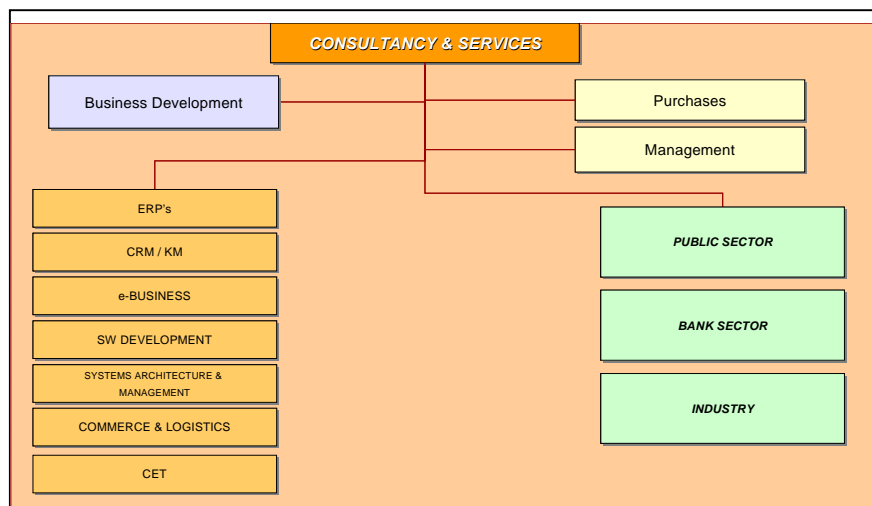 CONSULTANCY & SERVICES
Business Development
Purchases
Management
ERP's
CRM / KM
e-BUSINESS
SW DEVELOPMENT
SYSTEMS ARCHITECTURE &
MANAGEMENT
COMMERCE & LOGISTICS
CET
PUBLIC SECTOR
BANK SECTOR
INDUSTRY